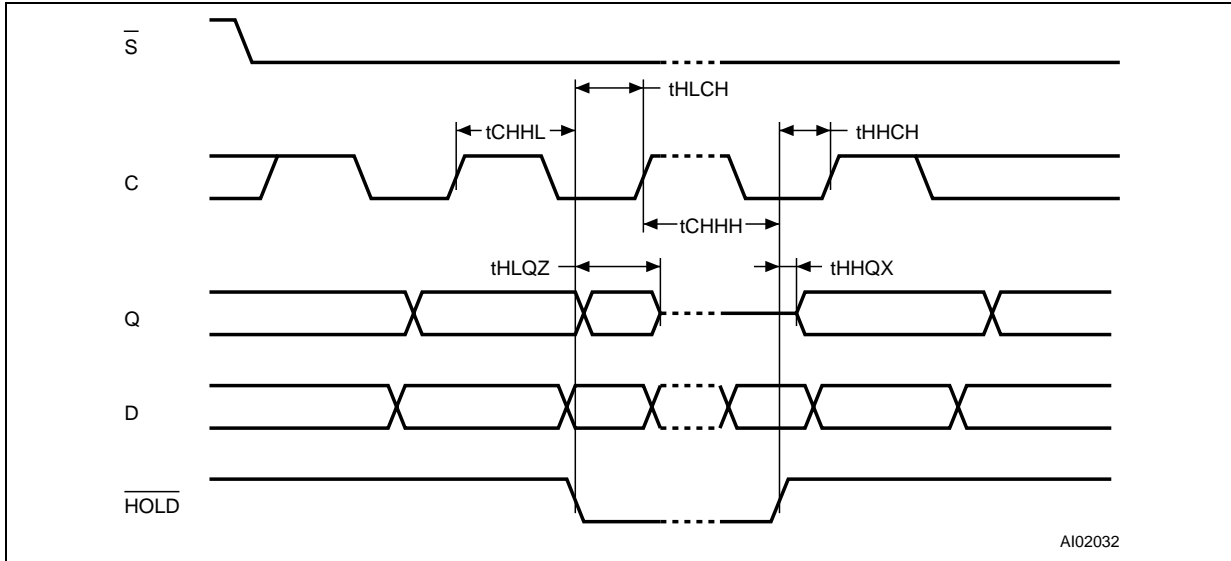 S
tHLCH
tCHHL
tHHCH
C
tCHHH
tHLQZ
tHHQX
Q
D
HOLD
AI02032